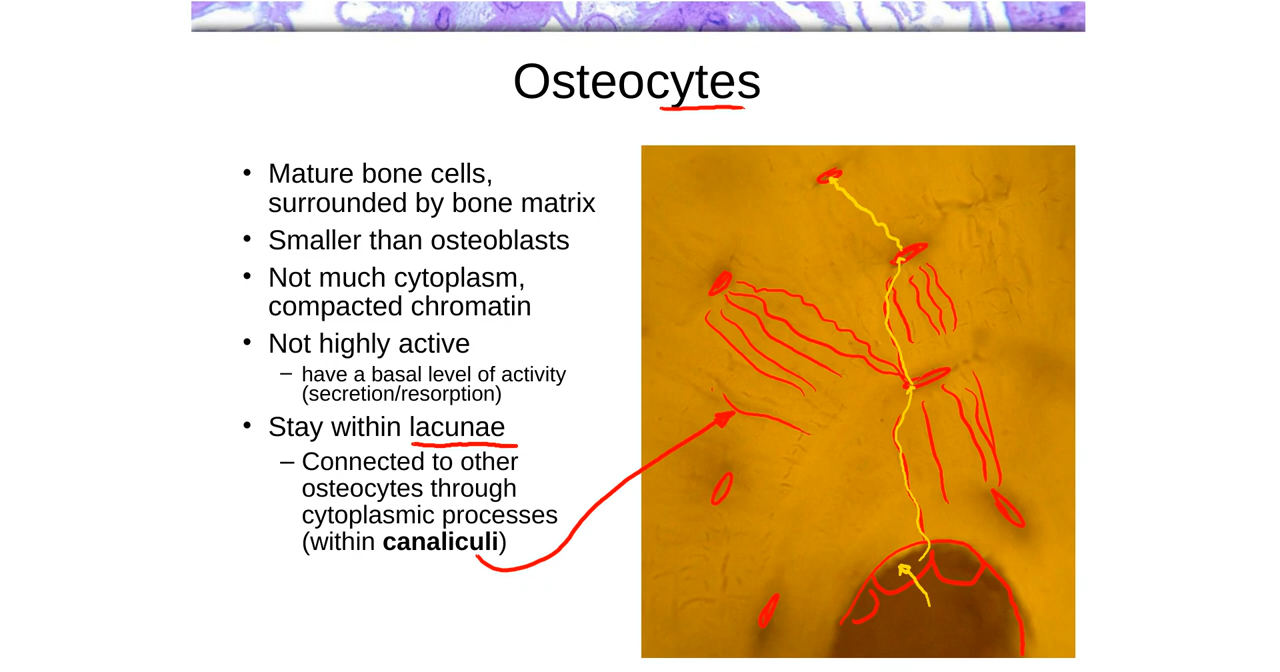 Osteocytes
• Mature bone cells,
surrounded by bone matrix
• Smaller than osteoblasts
• Not much cytoplasm,
compacted chromatin
• Not highly active
– have a basal level of activity
(secretion/resorption)
• Stay within lacunae
– Connected to other
osteocytes through
cytoplasmic processes
(within canaliculi)